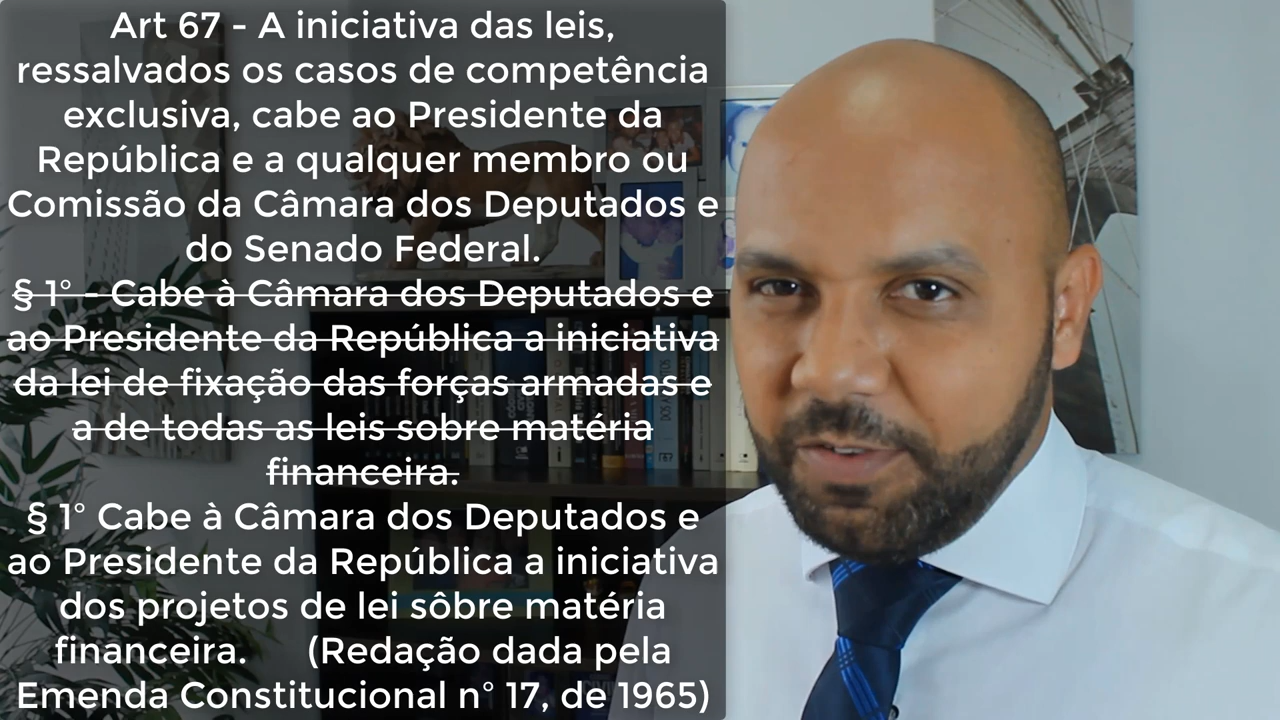 Art 67 - A iniciativa das leis,
ressalvados os casos de competência
exclusiva, cabe ao Presidente da
República e a qualquer membro ou
Comissão da Câmara dos Deputados e
do Senado Federal.
§ 1° - Cabe à Câmara dos Deputados e
ao Presidente da República a iniciativa
da lei de fixação das forças armadas e
a de todas as leis sobre matéria
financeira.
§ 1° Cabe à Câmara dos Deputados e
ao Presidente da República a iniciativa
dos projetos de lei sôbre matéria
financeira. (Redação dada pela
Emenda Constitucional n° 17, de 1965)